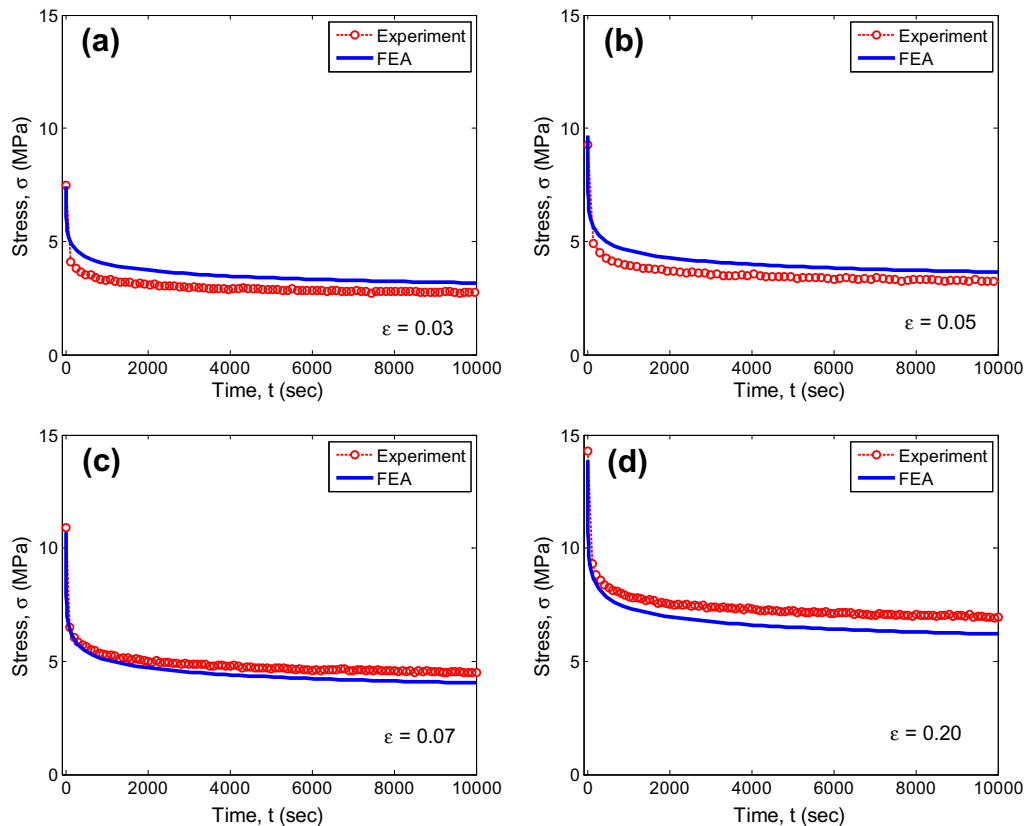 (a)
Experiment
FEA
15
10
5
0
Stress, σ (MPa)
ε = 0.03
0 2000 4000 6000 8000 10000
Time, t (sec)
(b)
Experiment
FEA
15
10
5
0
Stress, σ (MPa)
ε = 0.05
0 2000 4000 6000 8000 10000
Time, t (sec)
(c)
Experiment
FEA
15
10
5
0
Stress, σ (MPa)
ε = 0.07
0 2000 4000 6000 8000 10000
Time, t (sec)
(d)
Experiment
FEA
15
10
5
0
Stress, σ (MPa)
ε = 0.20
0 2000 4000 6000 8000 10000
Time, t (sec)